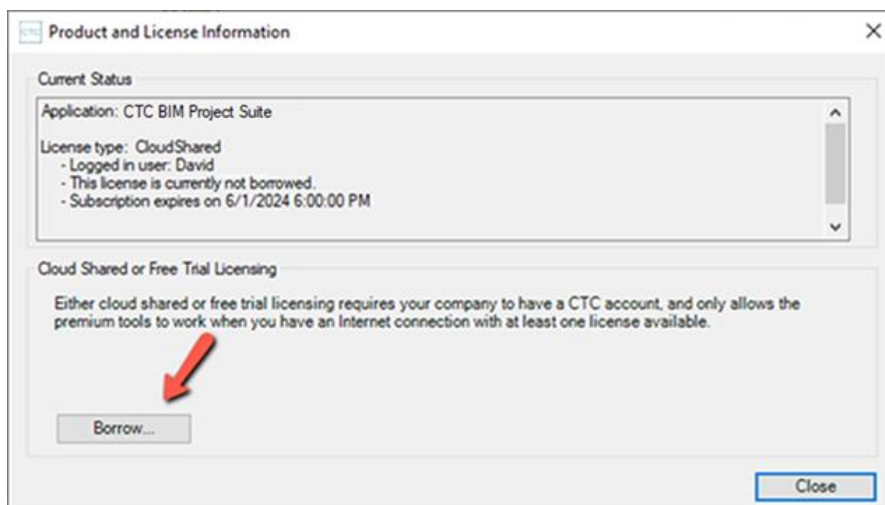 CTC Product and License Information
Current Status
Application: CTC BIM Project Suite
License type: CloudShared
- Logged in user: David
- This license is currently not borrowed.
- Subscription expires on 6/1/2024 6:00:00 PM
Cloud Shared or Free Trial Licensing
Either cloud shared or free trial licensing requires your company to have a CTC account, and only allows the
premium tools to work when you have an Internet connection with at least one license available.
Borrow...
Close